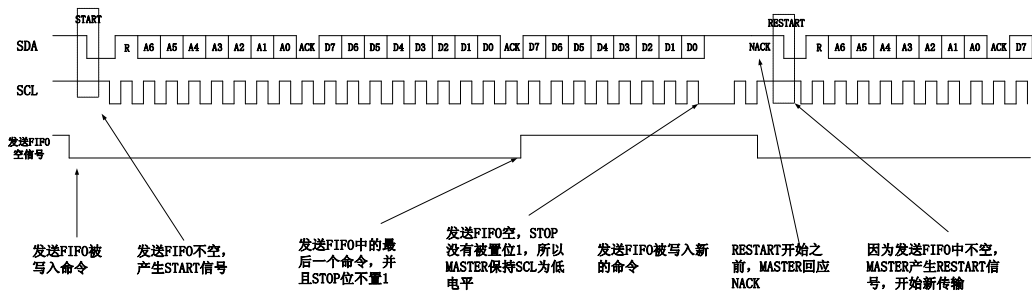 START
RESTART
SDA R A6 A5 A4 A3 A2 A1 A0 ACK D7 D6 D5 D4 D3 D2 D1 D0 ACK D7 D6 D5 D4 D3 D2 D1 D0 NACK R A6 A5 A4 A3 A2 A1 A0 ACK D7
SCL
发送FIFO
空信号
发送FIFO被
写入命令
发送FIFO不空，
产生START信号
发送FIFO中的最
后一个命令，并
且STOP位不置1
发送FIFO空，STOP
没有被置位1，所以
MASTER保持SCL为低
电平
发送FIFO被写入新
的命令
RESTART开始之
前，MASTER回应
NACK
因为发送FIFO中不空，
MASTER产生RESTART信
号，开始新传输